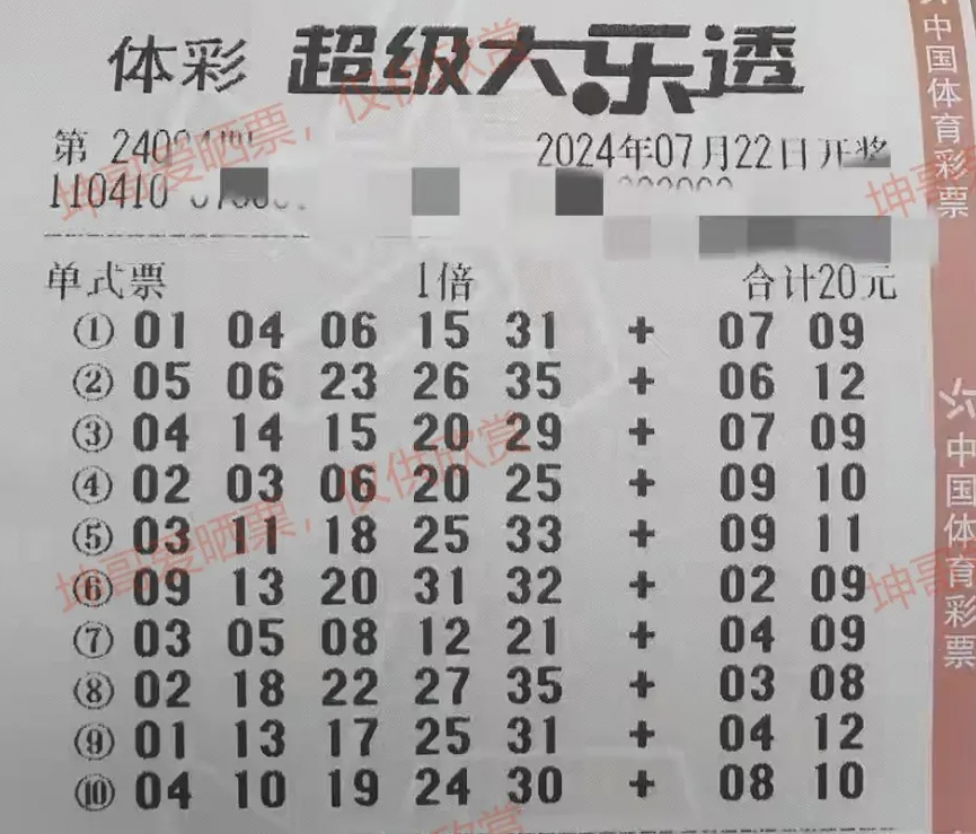 体彩 超级大乐透
第 240
2024年07月22日开奖
110410
单式票 1倍 合计20元
① 01 04 06 15 31 + 07 09
② 05 06 23 26 35 + 06 12
③ 04 14 15 20 29 + 07 09
④ 02 03 06 20 25 + 09 10
⑤ 03 11 18 25 33 + 09 11
⑥ 09 13 20 31 32 + 02 09
⑦ 03 05 08 12 21 + 04 09
⑧ 02 18 22 27 35 + 03 08
⑨ 01 13 17 25 31 + 04 12
⑩ 04 10 19 24 30 + 08 10
中国体育彩票
中国体育彩票
坤哥爱晒票，仅供欣赏
坤哥爱晒票，仅供欣赏
坤哥
坤哥
欣赏